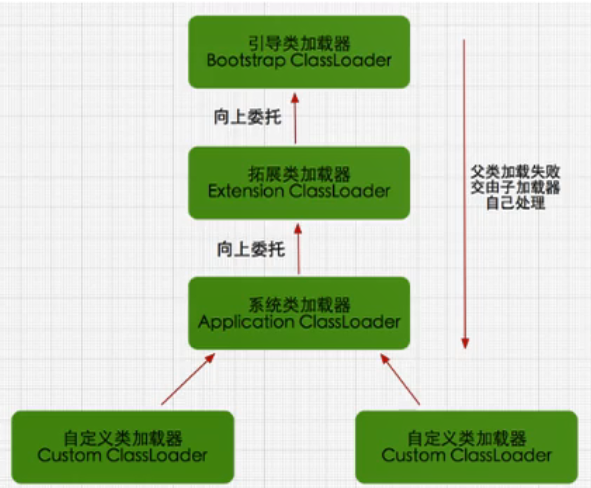 引导类加载器
Bootstrap ClassLoader
向上委托
拓展类加载器
Extension ClassLoader
父类加载失败
交由子加载器
自己处理
向上委托
系统类加载器
Application ClassLoader
自定义类加载器
Custom ClassLoader
自定义类加载器
Custom ClassLoader